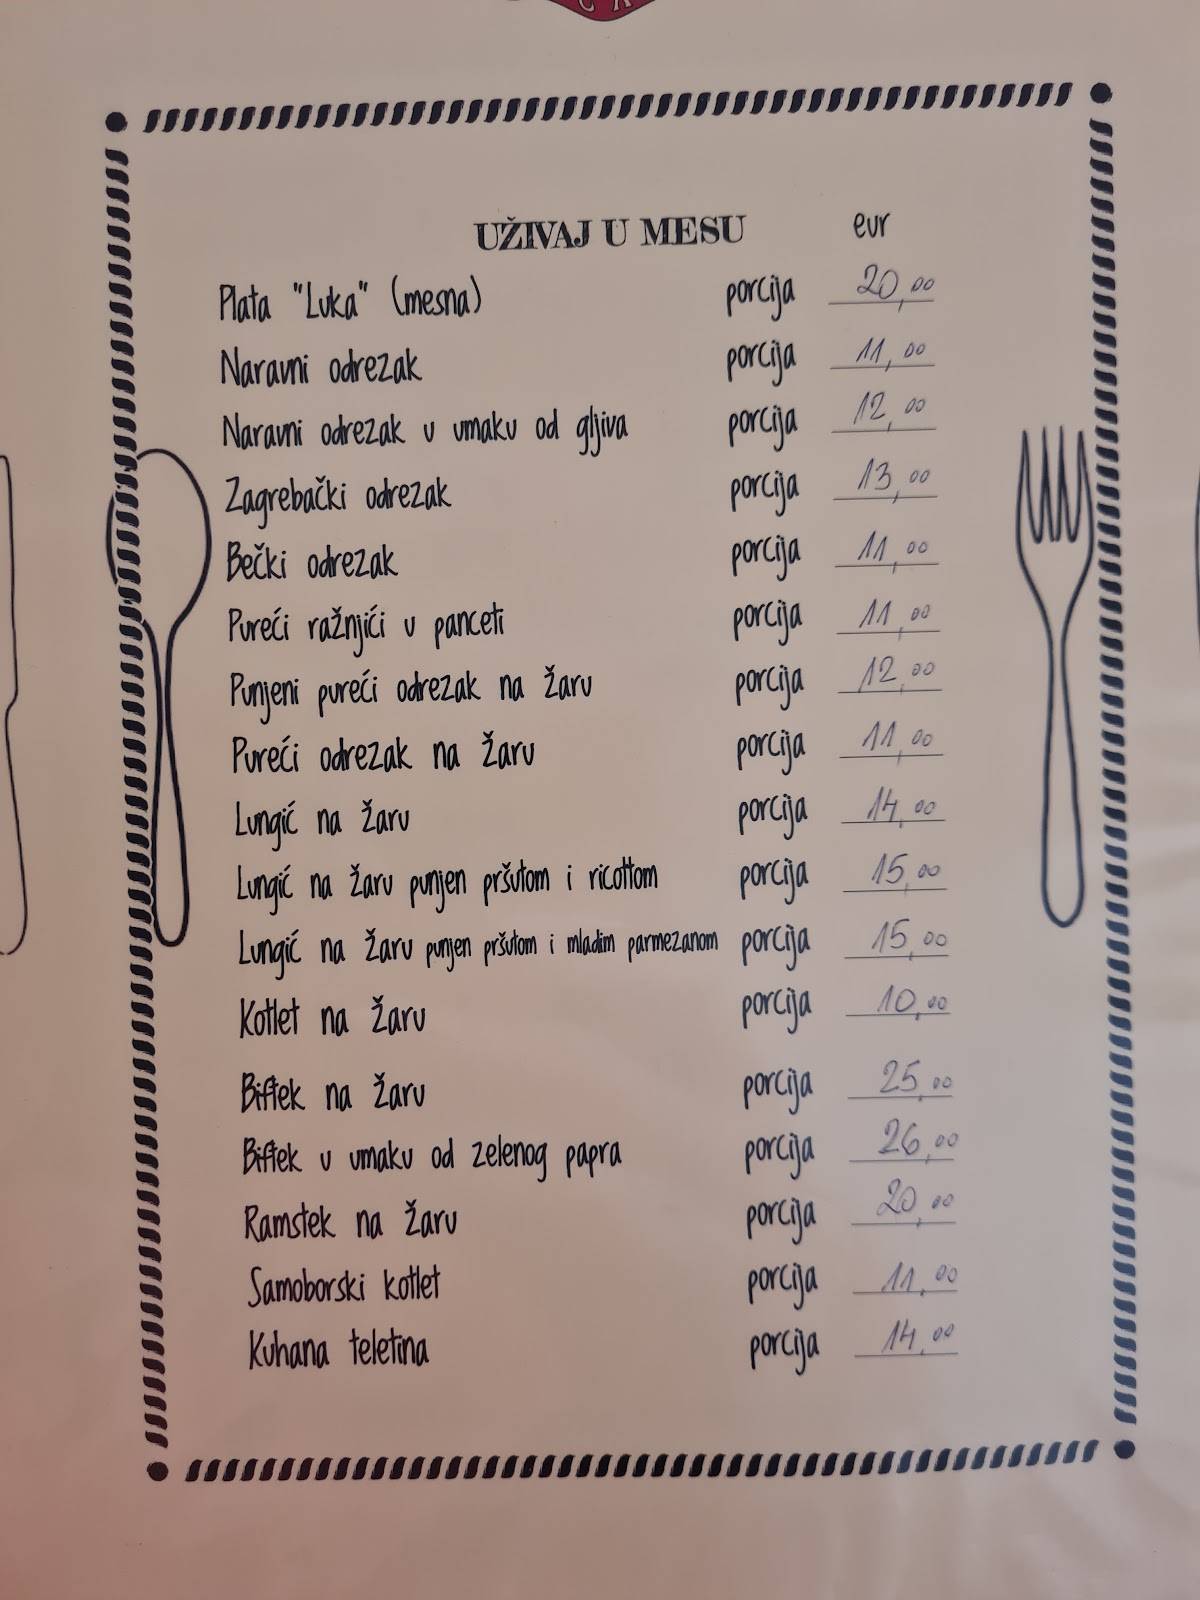 UŽIVAJ U MESU eur
Plata "Luka" (mesna) porcija 20,00
Naravni odrezak porcija 11,00
Naravni odrezak u umaku od gljiva porcija 12,00
Zagrebački odrezak porcija 13,00
Bečki odrezak porcija 11,00
Pureći ražnjići u panceti porcija 11,00
Punjeni pureći odrezak na žaru porcija 12,00
Pureći odrezak na žaru porcija 11,00
Lungić na žaru porcija 14,00
Lungić na žaru punjen pršutom i ricottom porcija 15,00
Lungić na žaru punjen pršutom i mladim parmezanom porcija 15,00
Kotlet na žaru porcija 10,00
Biftek na žaru porcija 25,00
Biftek u umaku od zelenog papra porcija 26,00
Ramstek na žaru porcija 20,00
Samoborski kotlet porcija 11,00
Kuhana teletina porcija 14,00